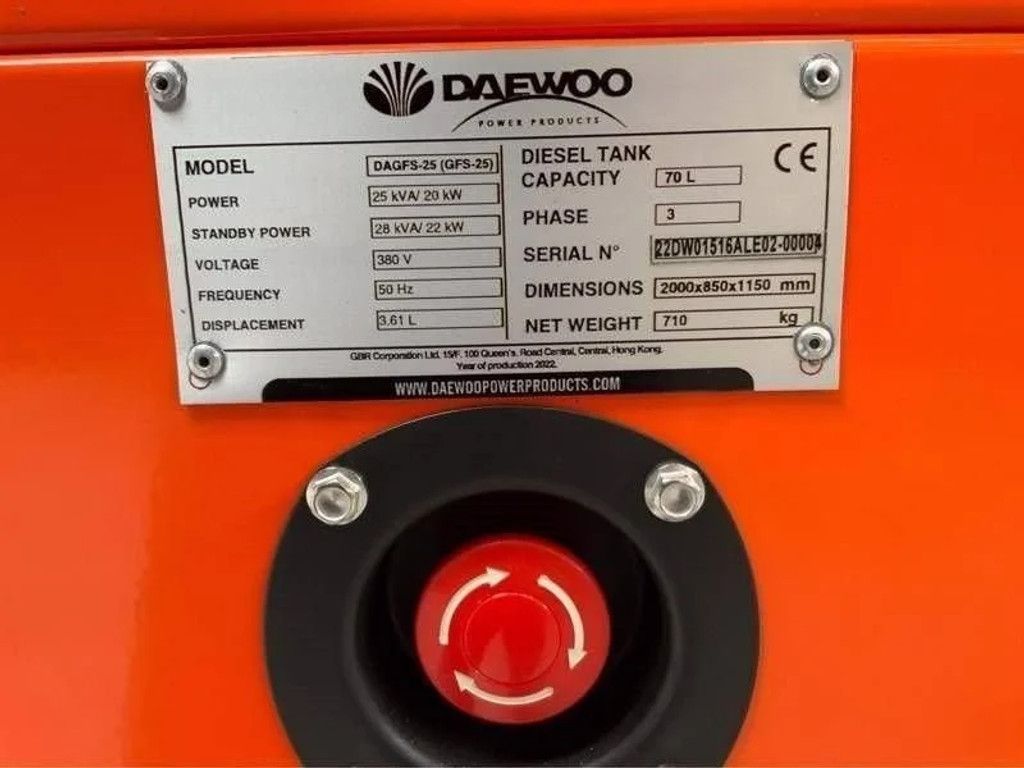 DAEWOO
POWER PRODUCTS
MODEL DAGFS-25 (GFS-25)
POWER 25 kVA/ 20 kW
STANDBY POWER 28 kVA/ 22 kW
VOLTAGE 380 V
FREQUENCY 50 Hz
DISPLACEMENT 3.61 L
DIESEL TANK
CAPACITY 70 L
CE
PHASE 3
SERIAL N° 22DW01516ALE02-00004
DIMENSIONS 2000x850x1150 mm
NET WEIGHT 710 kg
GBR Corporation Ltd. 15/F. 100 Queen's. Road Central, Central, Hong Kong.
Year of production 2022.
WWW.DAEWOOPOWERPRODUCTS.COM